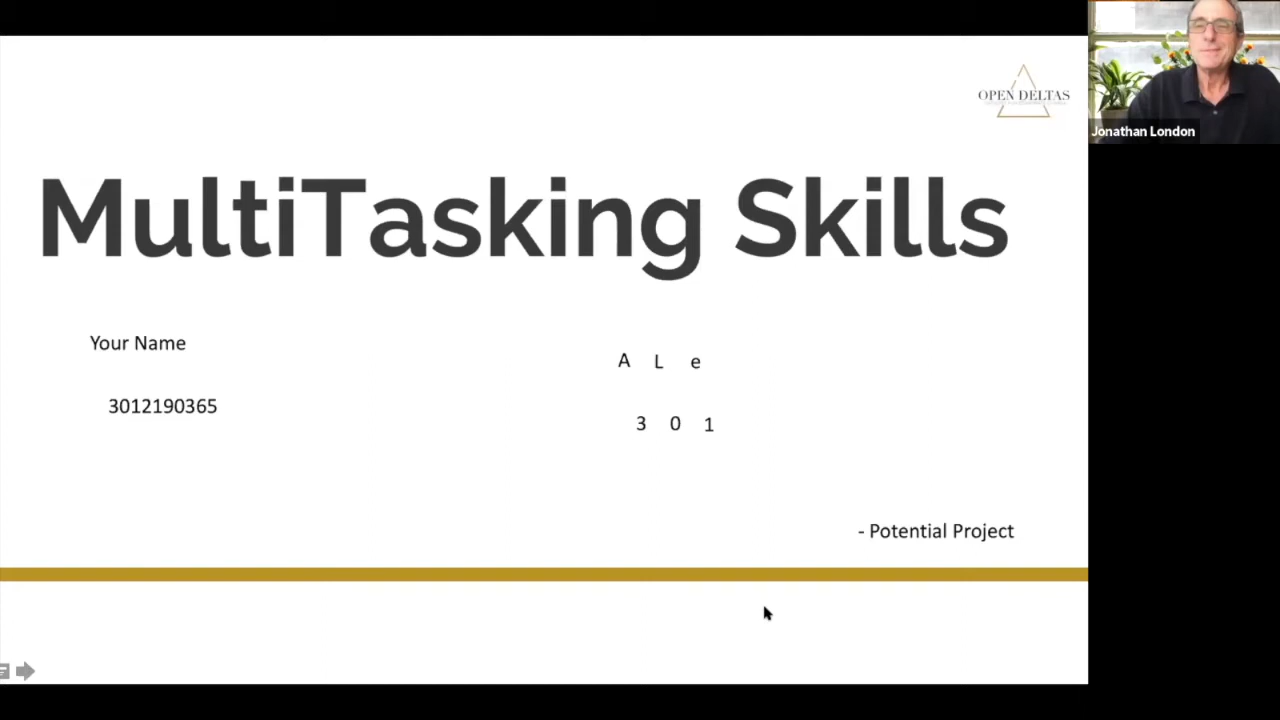 OPEN DELTAS
Jonathan London
MultiTasking Skills
Your Name
A L e
3012190365
3 0 1
- Potential Project